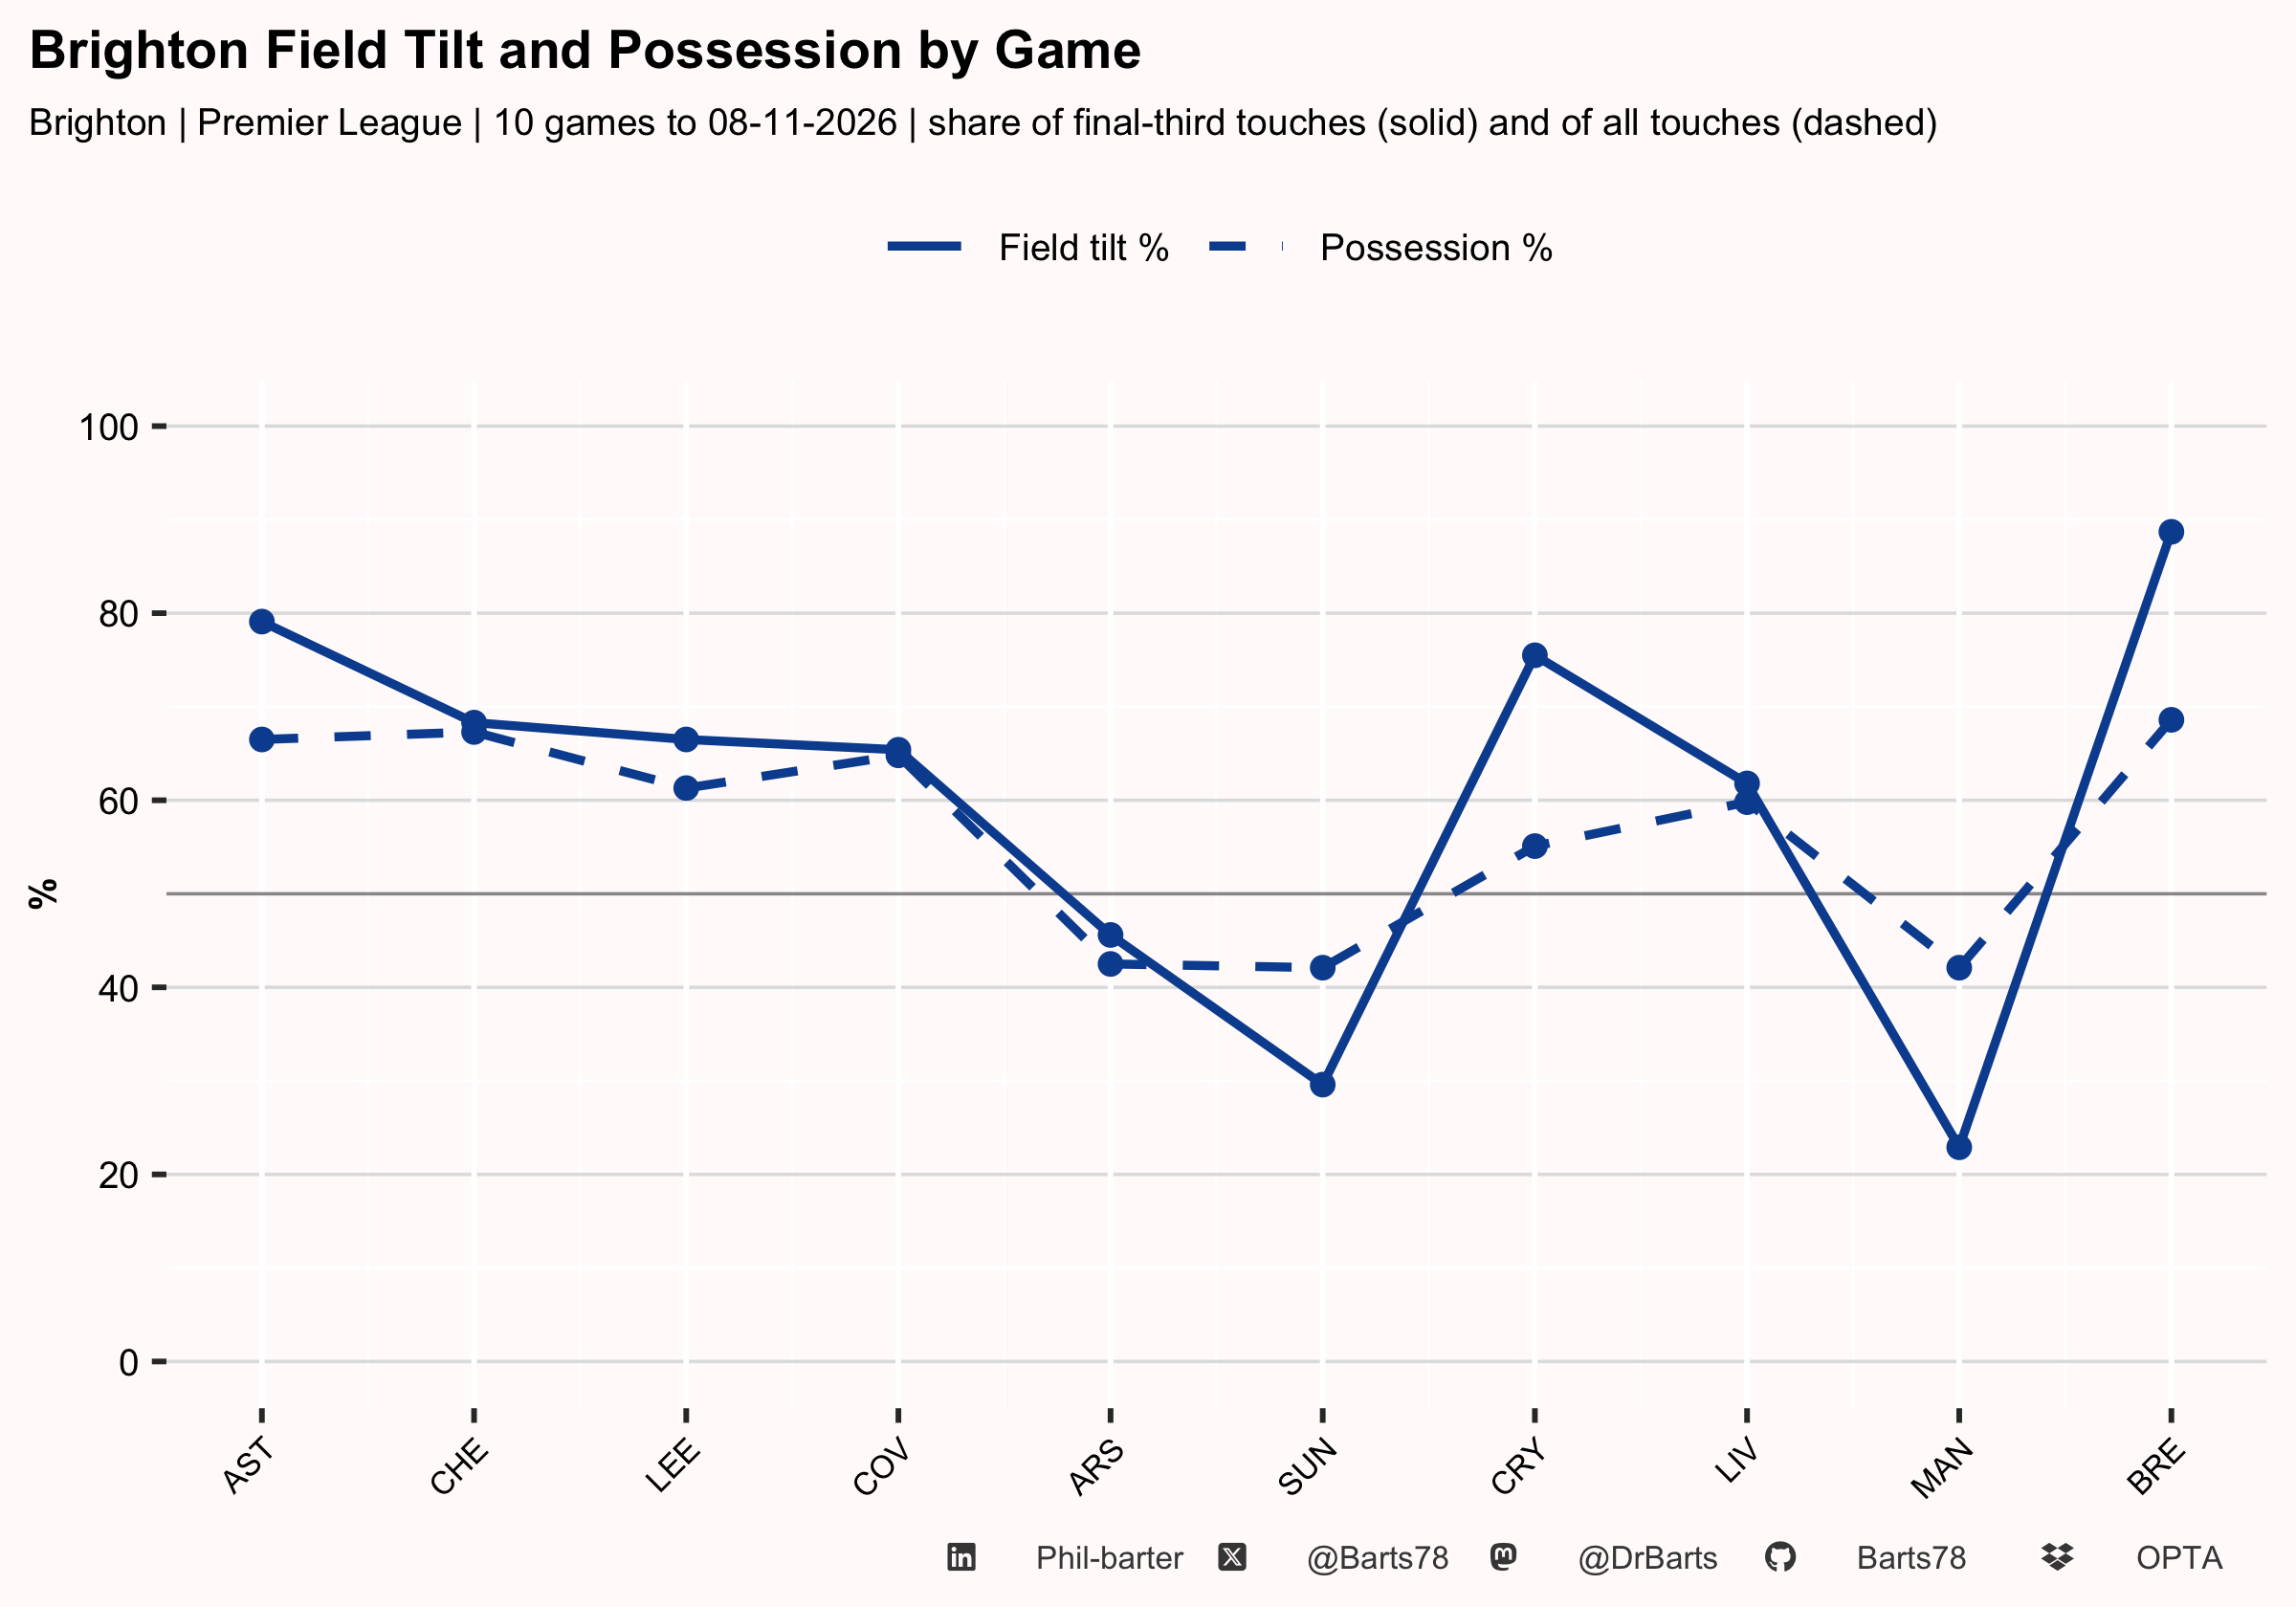 Brighton Field Tilt and Possession by Game
Brighton | Premier League | 10 games to 08-11-2026 | share of final-third touches (solid) and of all touches (dashed)
Field tilt % Possession %
100
80
60
40
20
0
%
AST CHE LEE COV ARS SUN CRY LIV MAN BRE
Phil-barter @Barts78 @DrBarts Barts78 OPTA